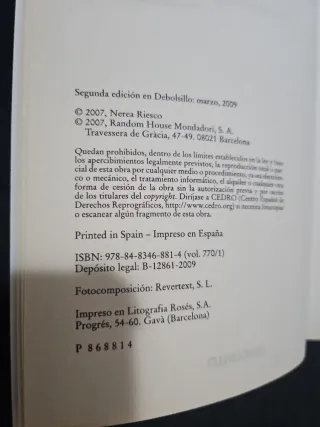 Segunda edición en Debolsillo: marzo, 2009
© 2007, Nerea Riesco
© 2007, Random House Mondadori, S. A.
Travessera de Gràcia, 47-49. 08021 Barcelona
Quedan prohibidos, dentro de los límites establecidos en la ley y bajo
los apercibimientos legalmente previstos, la reproducción total o par-
cial de esta obra por cualquier medio o procedimiento, ya sea electróni-
co o mecánico, el tratamiento informático, el alquiler o cualquier otra
forma de cesión de la obra sin la autorización previa y por escrito
de los titulares del copyright. Diríjase a CEDRO (Centro Español de
Derechos Reprográficos, http://www.cedro.org) si necesita fotocopiar
o escanear algún fragmento de esta obra.
Printed in Spain – Impreso en España
ISBN: 978-84-8346-881-4 (vol. 770/1)
Depósito legal: B-12861-2009
Fotocomposición: Revertext, S. L.
Impreso en Litografía Rosés, S.A.
Progrés, 54-60. Gavà (Barcelona)
P 868814